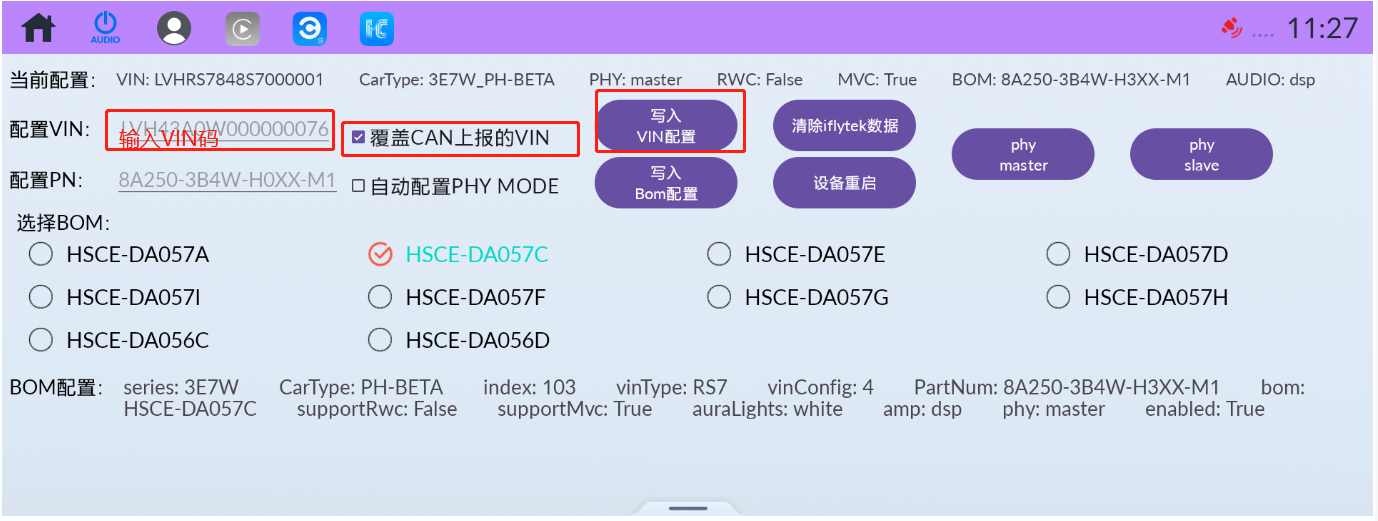 AUDIO
.... 11:27
当前配置: VIN: LVHRS7848S7000001 CarType: 3E7W_PH-BETA PHY: master RWC: False MVC: True BOM: 8A250-3B4W-H3XX-M1 AUDIO: dsp
配置VIN: LVH43A0W000000076
输入VIN码
覆盖CAN上报的VIN
写入
VIN配置
清除iflytek数据
phy
master
phy
slave
配置PN: 8A250-3B4W-H0XX-M1
自动配置PHY MODE
写入
Bom配置
设备重启
选择BOM:
HSCE-DA057A HSCE-DA057C HSCE-DA057E HSCE-DA057D
HSCE-DA057I HSCE-DA057F HSCE-DA057G HSCE-DA057H
HSCE-DA056C HSCE-DA056D
BOM配置: series: 3E7W CarType: PH-BETA index: 103 vinType: RS7 vinConfig: 4 PartNum: 8A250-3B4W-H3XX-M1 bom:
HSCE-DA057C supportRwc: False supportMvc: True auraLights: white amp: dsp phy: master enabled: True